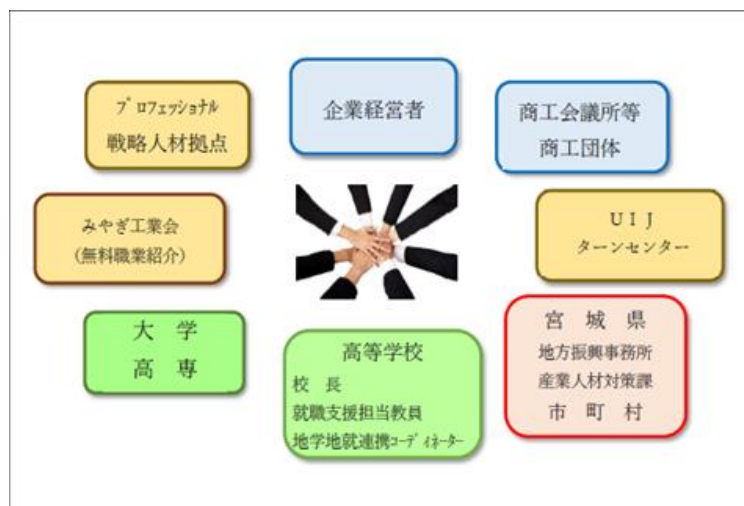 プロフェッショナル
戦略人材拠点
企業経営者
商工会議所等
商工団体
みやぎ工業会
(無料職業紹介)
ＵＩＪ
ターンセンター
大　学
高　専
高等学校
校　長
就職支援担当教員
地学地就連携ｺｰﾃﾞｨﾈｰﾀｰ
宮　城　県
地方振興事務所
産業人材対策課
市　町　村